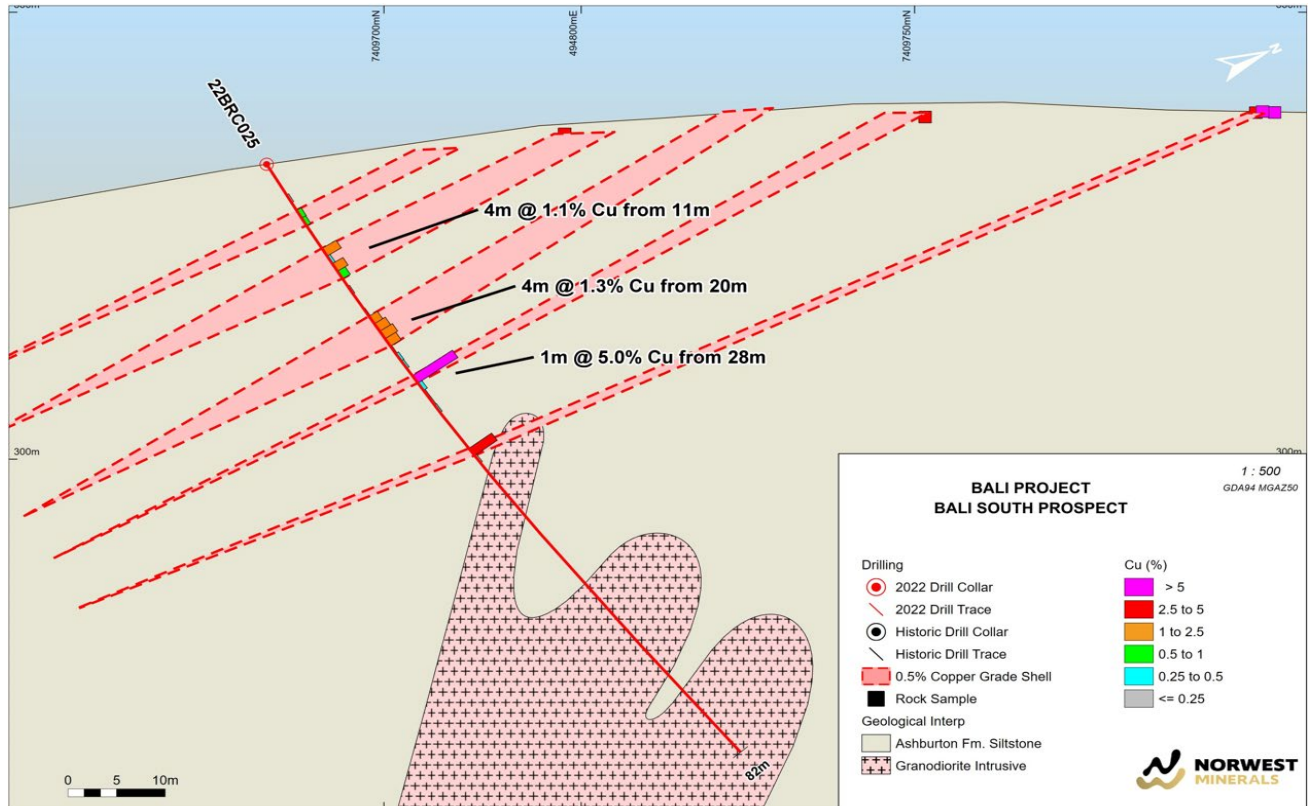 7409700mN
494800mE
7409750mN
Z
22BRC025
4m @ 1.1% Cu from 11m
4m @ 1.3% Cu from 20m
1m @ 5.0% Cu from 28m
300m
300m
82m
0 5 10m
1 : 500
GDA94 MGAZ50
BALI PROJECT
BALI SOUTH PROSPECT
Drilling
2022 Drill Collar
2022 Drill Trace
Historic Drill Collar
Historic Drill Trace
0.5% Copper Grade Shell
Rock Sample
Geological Interp
Ashburton Fm. Siltstone
Granodiorite Intrusive
Cu (%)
> 5
2.5 to 5
1 to 2.5
0.5 to 1
0.25 to 0.5
<= 0.25
NORWEST
MINERALS